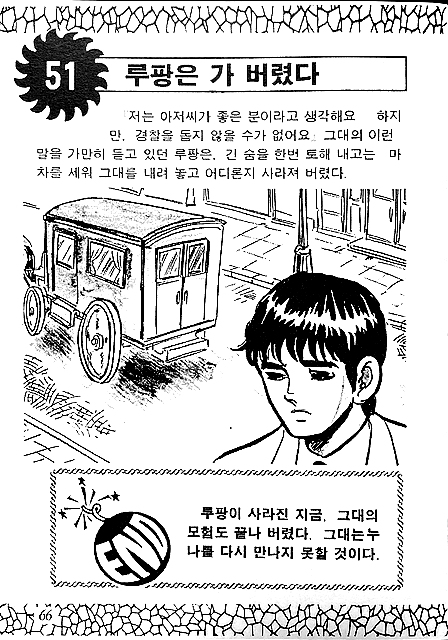 51 루팡은 가 버렸다
「저는 아저씨가 좋은 분이라고 생각해요 하지
만, 경찰을 돕지 않을 수가 없어요」 그대의 이런
말을 가만히 듣고 있던 루팡은, 긴 숨을 한번 토해 내고는 마
차를 세워 그대를 내려 놓고 어디론지 사라져 버렸다.
END
루팡이 사라진 지금, 그대의
모험도 끝나 버렸다. 그대는 누
나를 다시 만나지 못할 것이다.
66